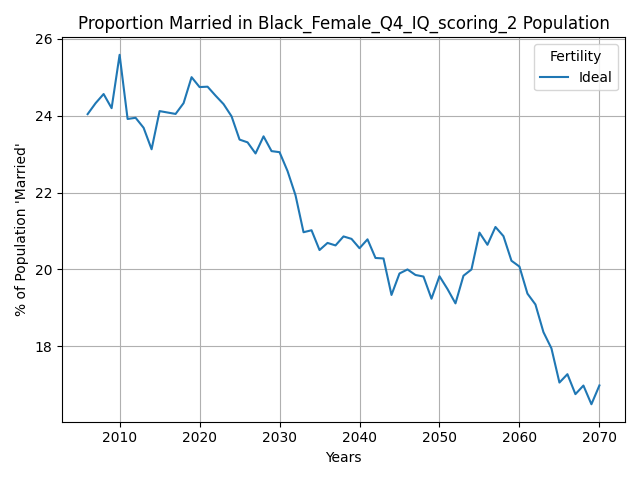 Proportion Married in Black_Female_Q4_IQ_scoring_2 Population
Fertility
Ideal
% of Population 'Married'
26
24
22
20
18
2010 2020 2030 2040 2050 2060 2070
Years